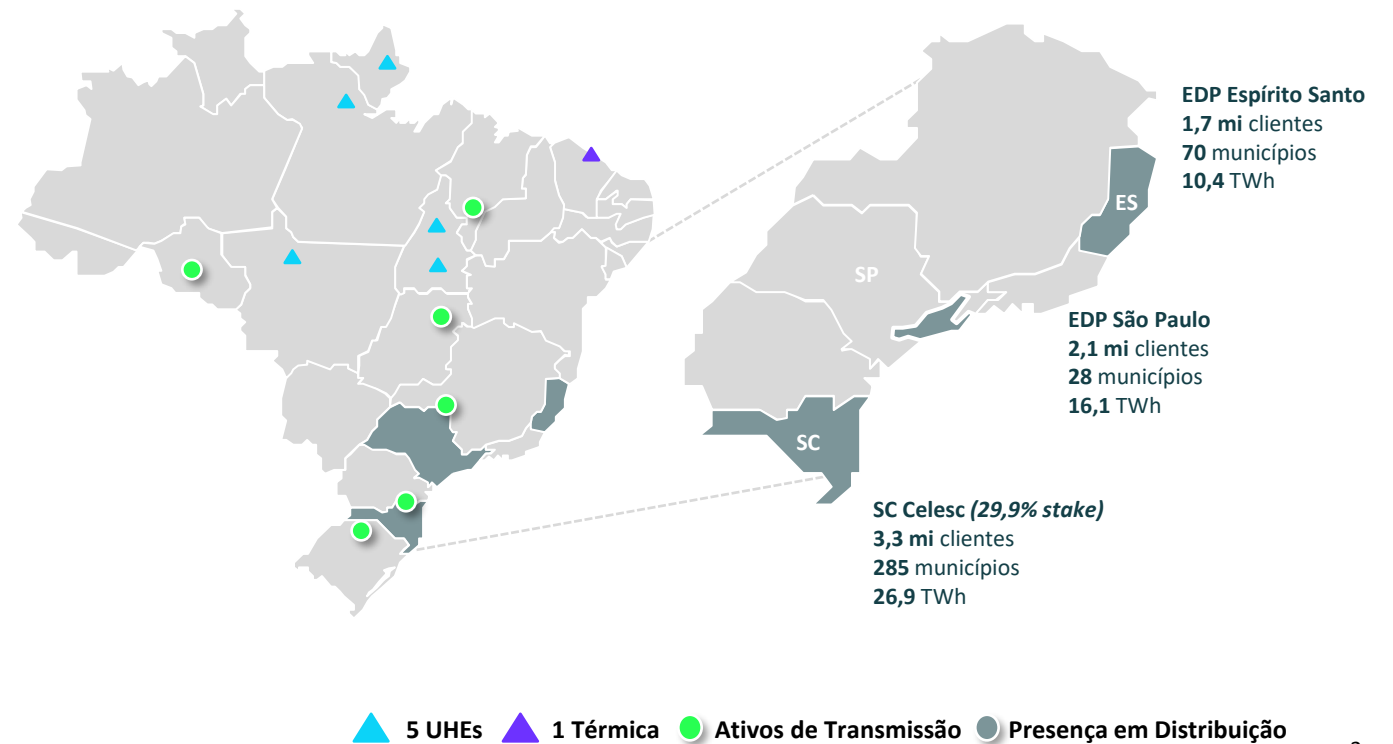 EDP Espírito Santo
1,7 mi clientes
70 municípios
10,4 TWh
ES
SP
EDP São Paulo
2,1 mi clientes
28 municípios
16,1 TWh
SC
SC Celesc (29,9% stake)
3,3 mi clientes
285 municípios
26,9 TWh
5 UHEs 1 Térmica Ativos de Transmissão Presença em Distribuição